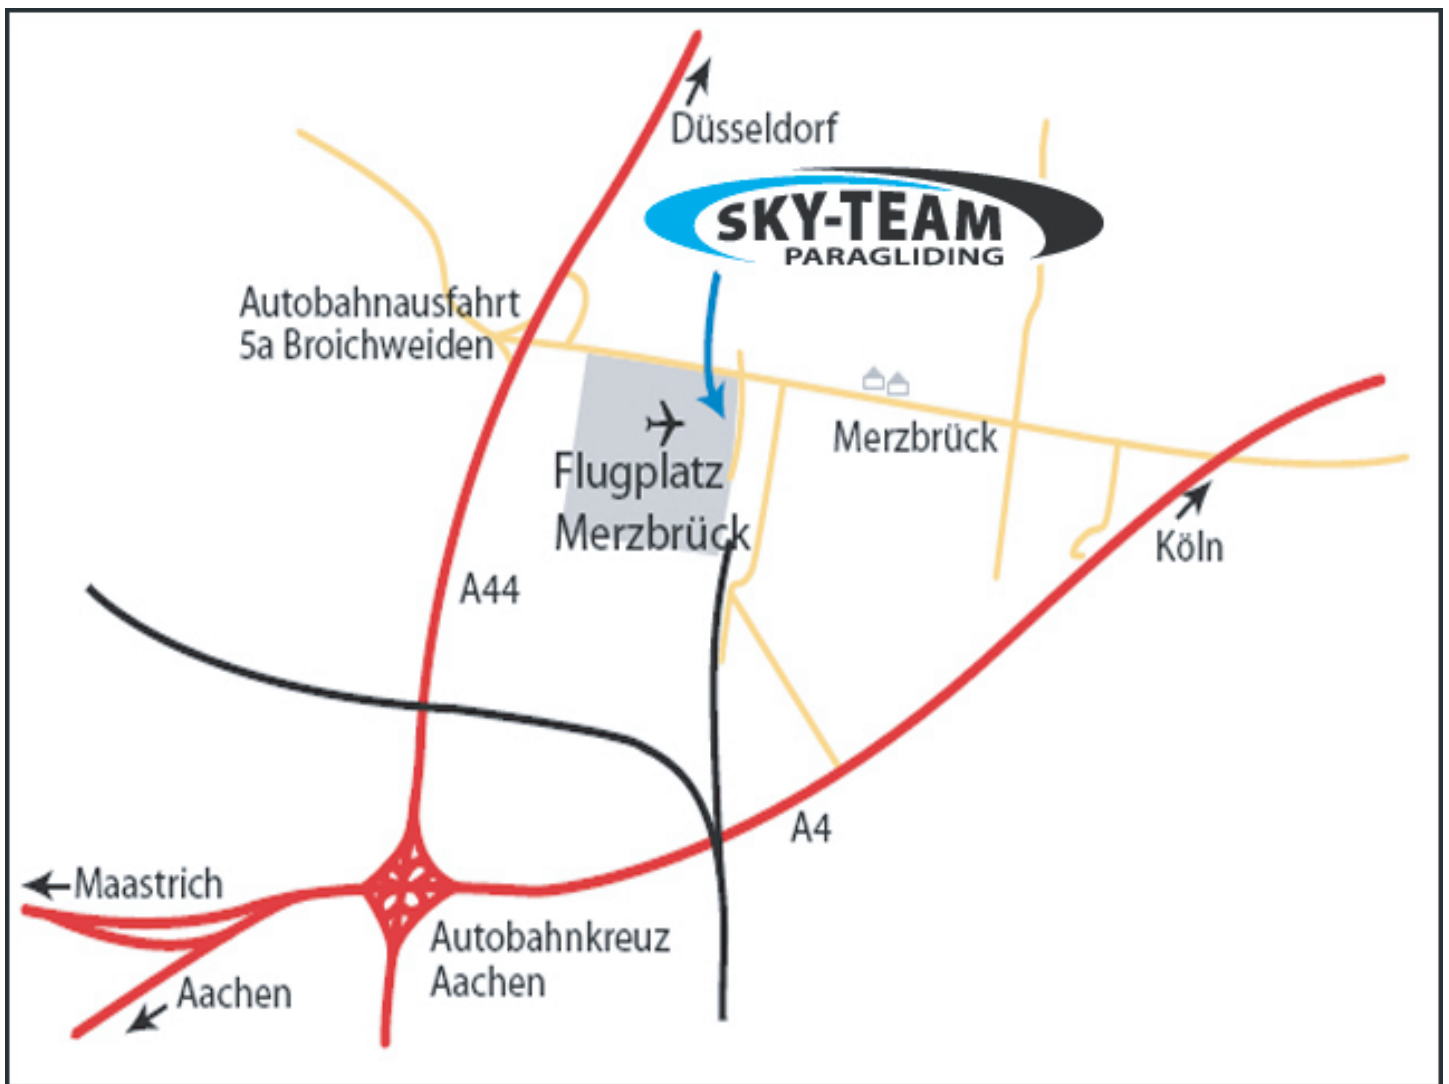 Düsseldorf
SKY-TEAM
PARAGLIDING
Autobahnausfahrt
5a Broichweiden
Merzbrück
Flugplatz
Merzbrück
Köln
A44
A4
Maastrich
Autobahnkreuz
Aachen
Aachen